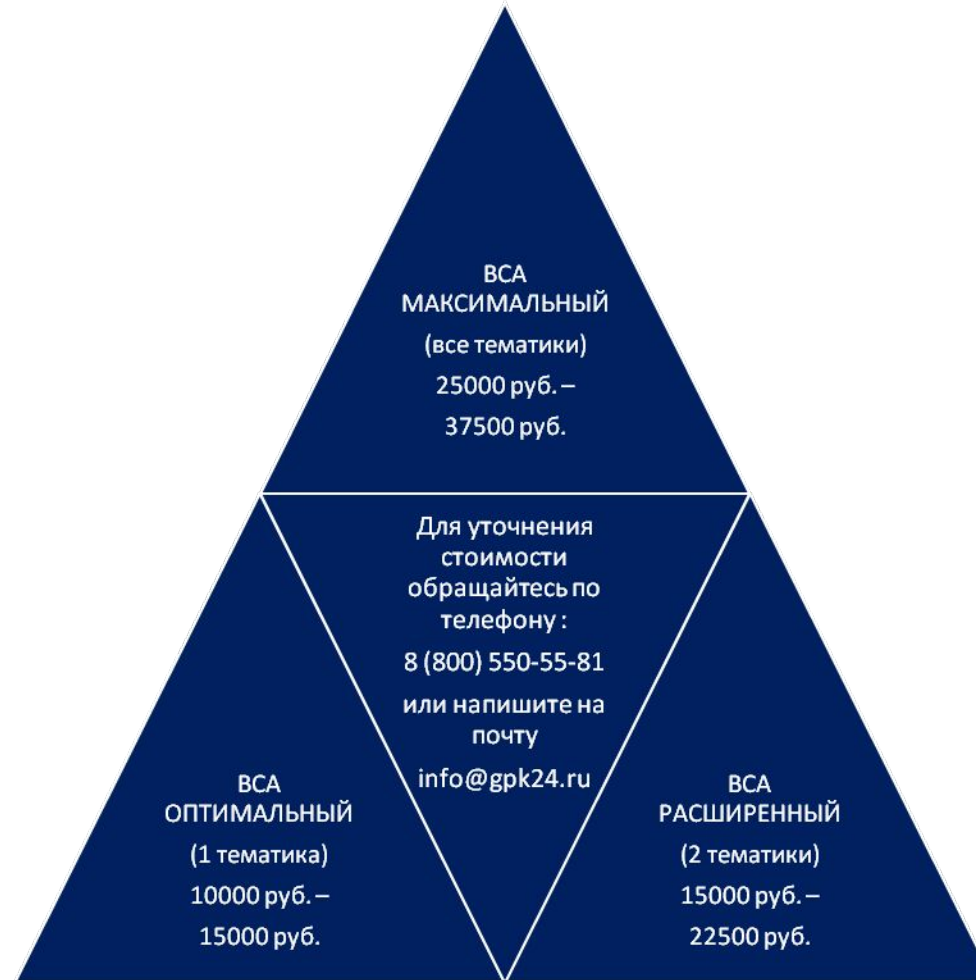 ВСА
МАКСИМАЛЬНЫЙ
(все тематики)
25000 руб. –
37500 руб.
Для уточнения
стоимости
обращайтесь по
телефону :
8 (800) 550-55-81
или напишите на
почту
info@gpk24.ru
ВСА
ОПТИМАЛЬНЫЙ
(1 тематика)
10000 руб. –
15000 руб.
ВСА
РАСШИРЕННЫЙ
(2 тематики)
15000 руб. –
22500 руб.